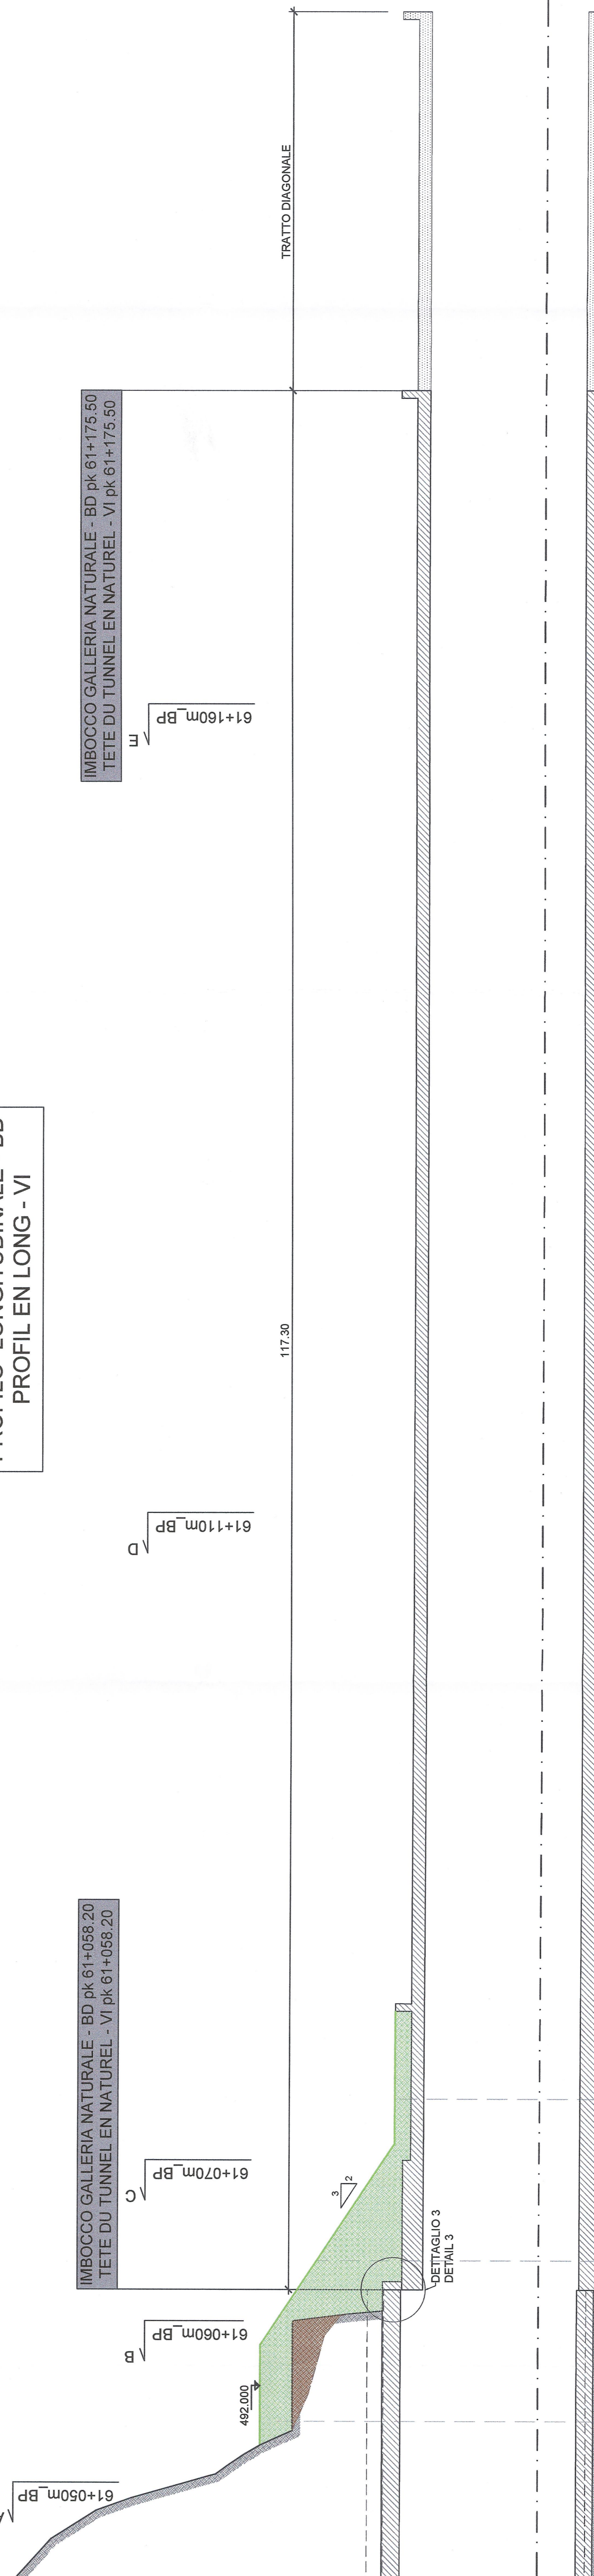 TRATTO DIAGONALE
IMBOCCO GALLERIA NATURALE - BD pk 61+175.50
TETE DU TUNNEL EN NATUREL - VI pk 61+175.50
E
61+160m_BP
PROFIL EN LONG - VI
117.30
D
61+110m_BP
IMBOCCO GALLERIA NATURALE - BD pk 61+058.20
TETE DU TUNNEL EN NATUREL - VI pk 61+058.20
C
61+070m_BP
3
2
DETTAGLIO 3
DETAIL 3
B
61+060m_BP
492.000
A
61+050m_BP